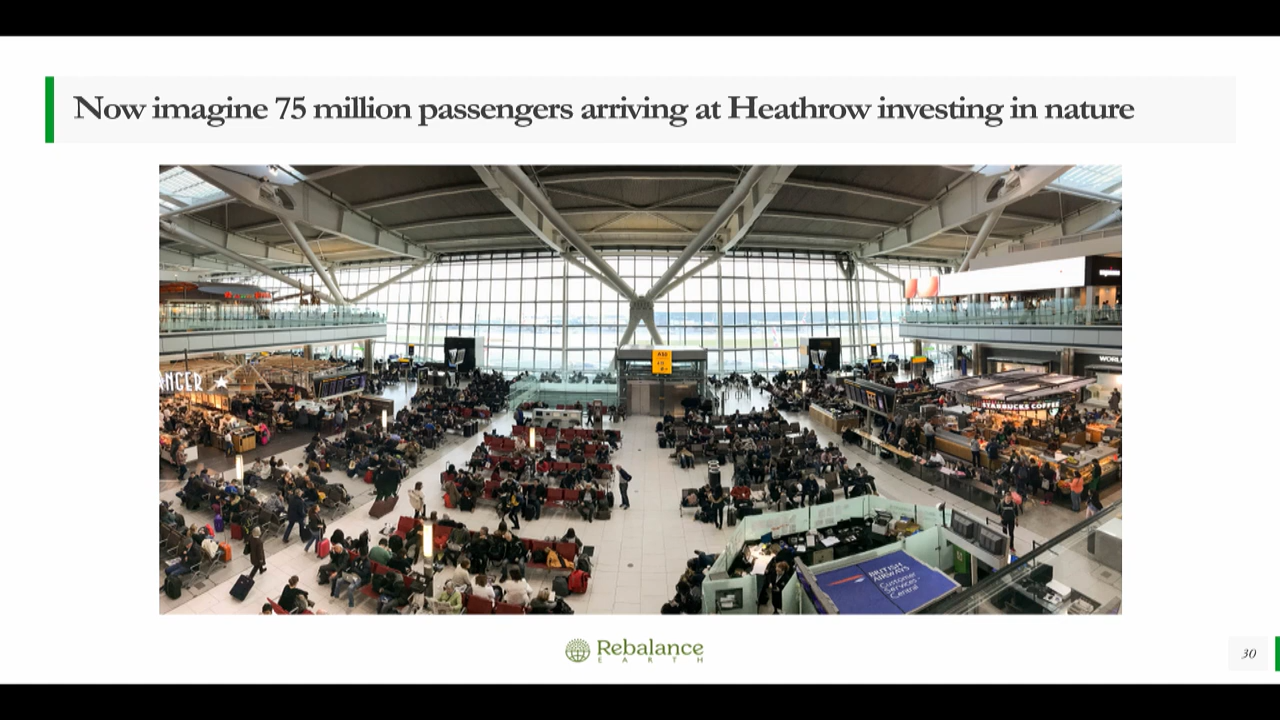 Now imagine 75 million passengers arriving at Heathrow investing in nature
STARBUCKS COFFEE
BRITISH
AIRWAYS
Customer
Services -
Central
Rebalance
EARTH
30